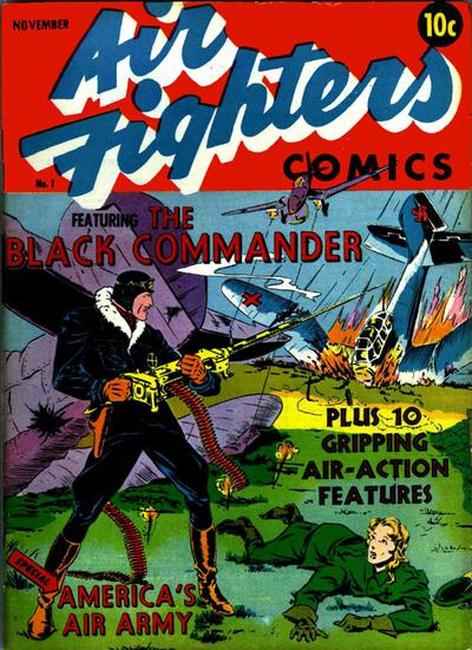 NOVEMBER
10c
Air
Fighters
COMICS
No. 1
FEATURING THE
BLACK COMMANDER
PLUS 10
GRIPPING
AIR-ACTION
FEATURES
SPECIAL
AMERICA'S
AIR ARMY